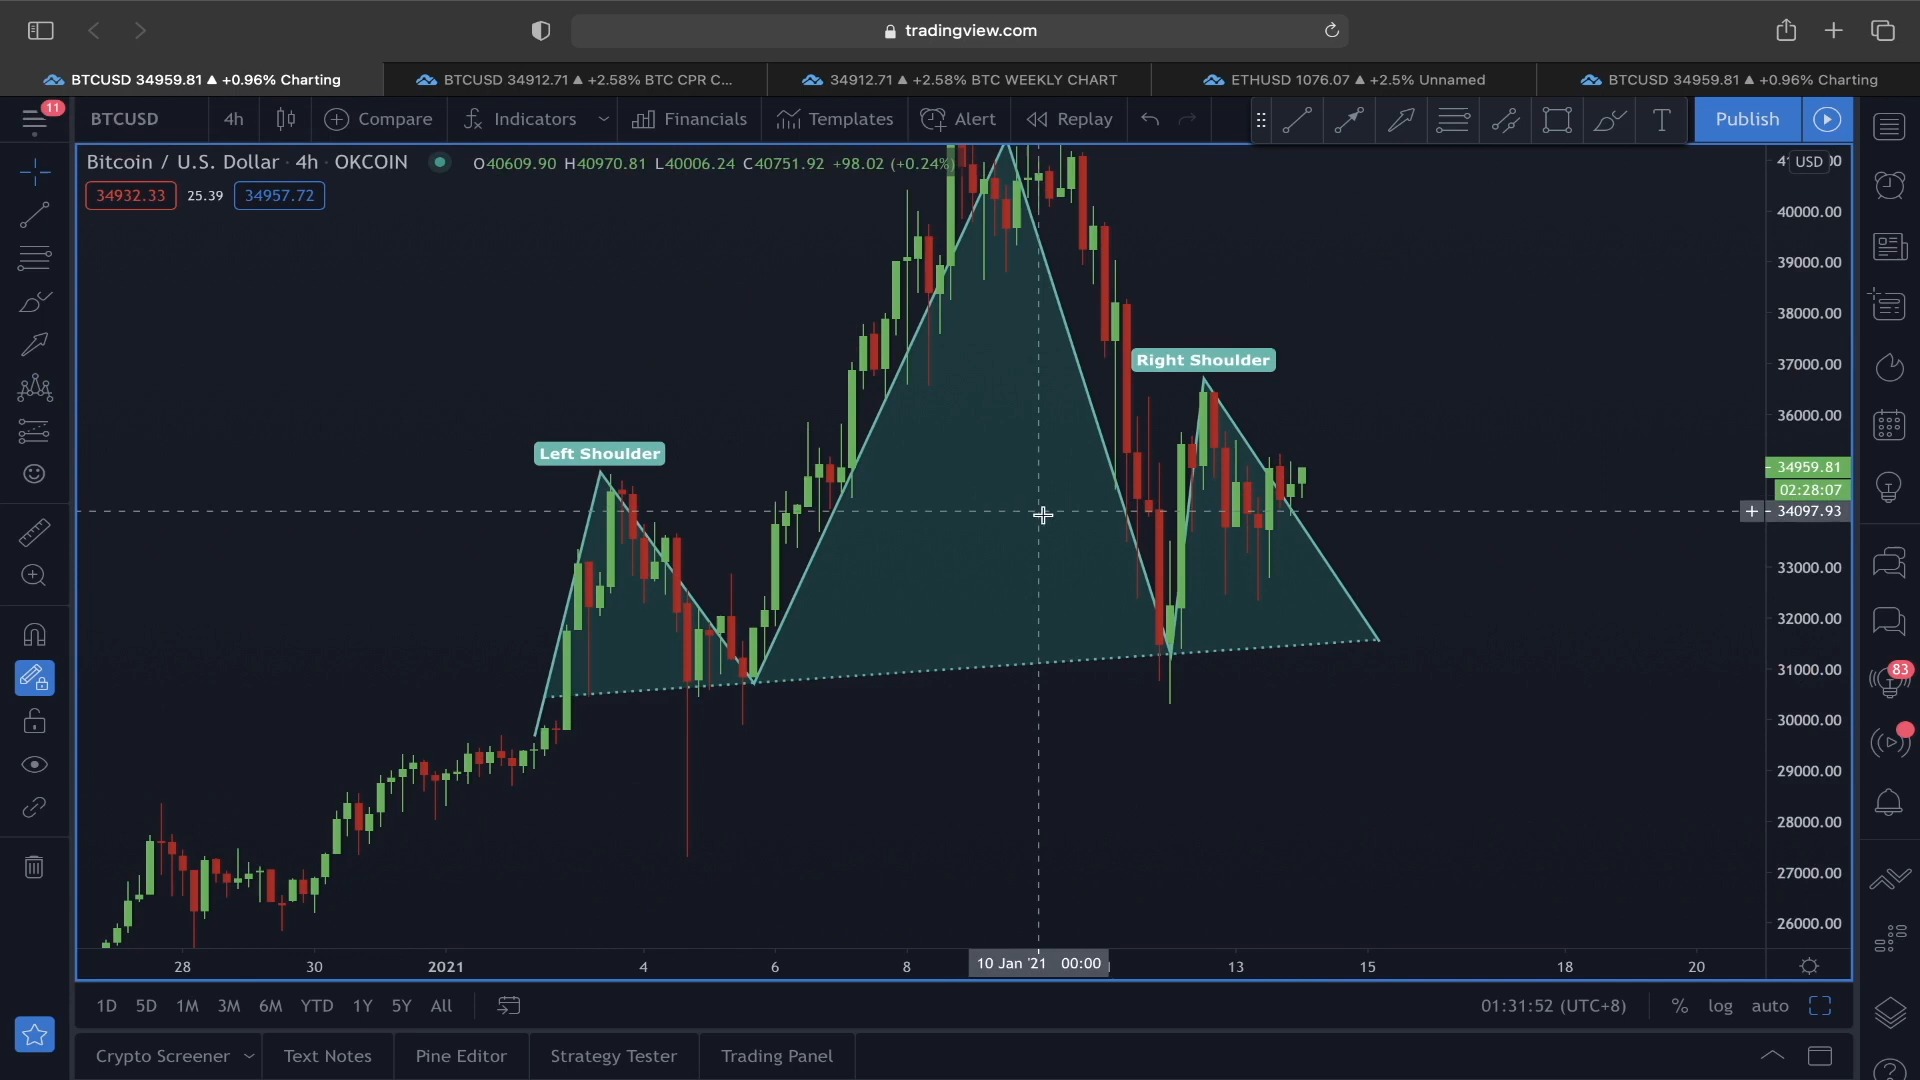 tradingview.com
BTCUSD 34959.81 ▲ +0.96% Charting
BTCUSD 34912.71 ▲ +2.58% BTC CPR C...
34912.71 ▲ +2.58% BTC WEEKLY CHART
ETHUSD 1076.07 ▲ +2.5% Unnamed
BTCUSD 34959.81 ▲ +0.96% Charting
11
BTCUSD 4h Compare Indicators Financials Templates Alert Replay T Publish
Bitcoin / U.S. Dollar · 4h · OKCOIN O40609.90 H40970.81 L40006.24 C40751.92 +98.02 (+0.24%)
USD
34932.33 25.39 34957.72
40000.00
39000.00
38000.00
Right Shoulder
37000.00
36000.00
Left Shoulder
34959.81
02:28:07
34097.93
33000.00
32000.00
31000.00
83
30000.00
29000.00
28000.00
27000.00
26000.00
28 30 2021 4 6 8 10 Jan '21 00:00 13 15 18 20
1D 5D 1M 3M 6M YTD 1Y 5Y All 01:31:52 (UTC+8) % log auto
Crypto Screener Text Notes Pine Editor Strategy Tester Trading Panel